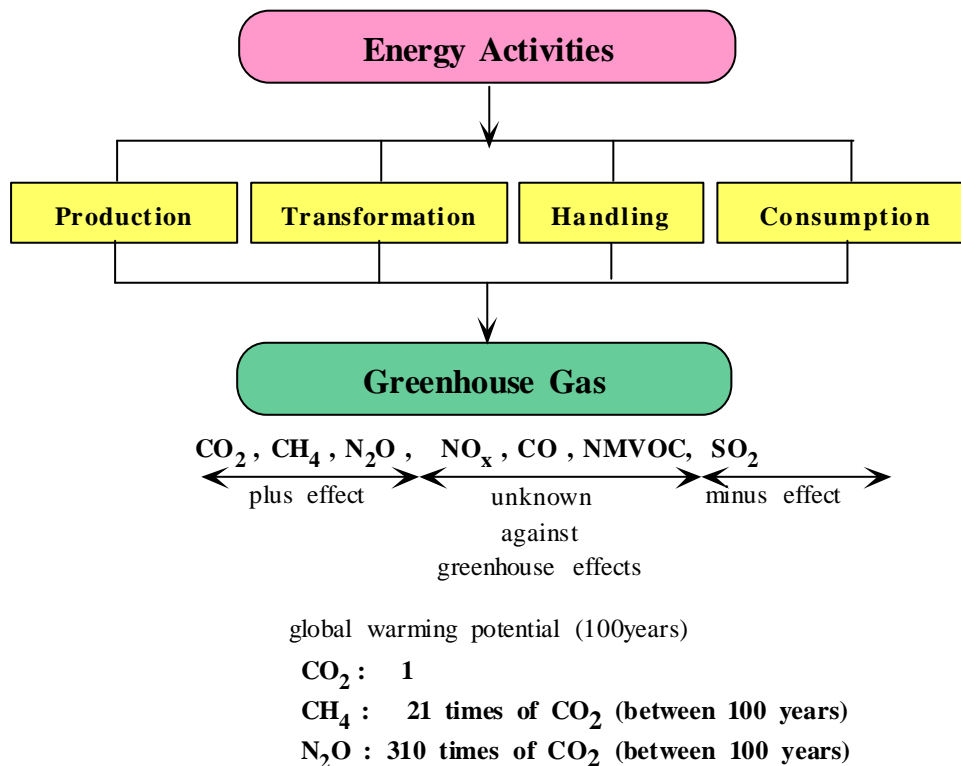 Energy Activities
Production Transformation Handling Consumption
Greenhouse Gas
CO₂ , CH₄ , N₂O , NOₓ , CO , NMVOC, SO₂
plus effect unknown minus effect
against
greenhouse effects
global warming potential (100years)
CO₂ : 1
CH₄ : 21 times of CO₂ (between 100 years)
N₂O : 310 times of CO₂ (between 100 years)